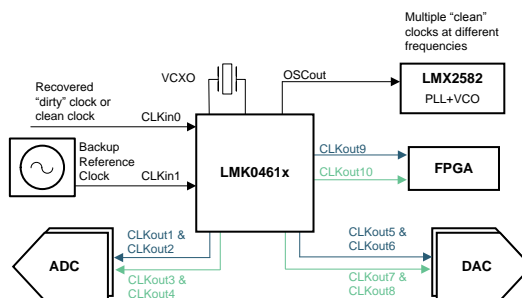 Multiple “clean”
clocks at different
frequencies
VCXO
OSCout
LMX2582
PLL+VCO
Recovered
“dirty” clock or
clean clock
CLKin0
Backup
Reference
Clock
CLKin1
LMK0461x
CLKout9
CLKout10
FPGA
CLKout1 &
CLKout2
CLKout5 &
CLKout6
ADC
DAC
CLKout3 &
CLKout4
CLKout7 &
CLKout8